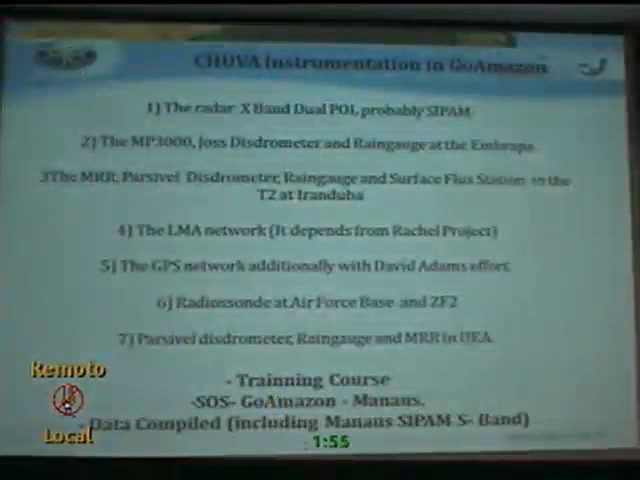 CHUVA Instrumentation in GoAmazon
1) The radar X Band Dual POL, probably SIPAM
2) The MP3000, Joss Disdrometer and Raingauge at the Embrapa.
3The MRR, Parsivel Disdrometer, Raingauge and Surface Flux Station in the
T2 at Iranduba
4) The LMA network (It depends from Rachel Project)
5) The GPS network additionally with David Adams effort.
6) Radiossonde at Air Force Base and ZF2
7) Parsivel disdrometer, Raingauge and MRR in UEA.
- Trainning Course
-SOS- GoAmazon - Manaus.
- Data Compiled (including Manaus SIPAM S- Band)
Remoto
Local
1:55